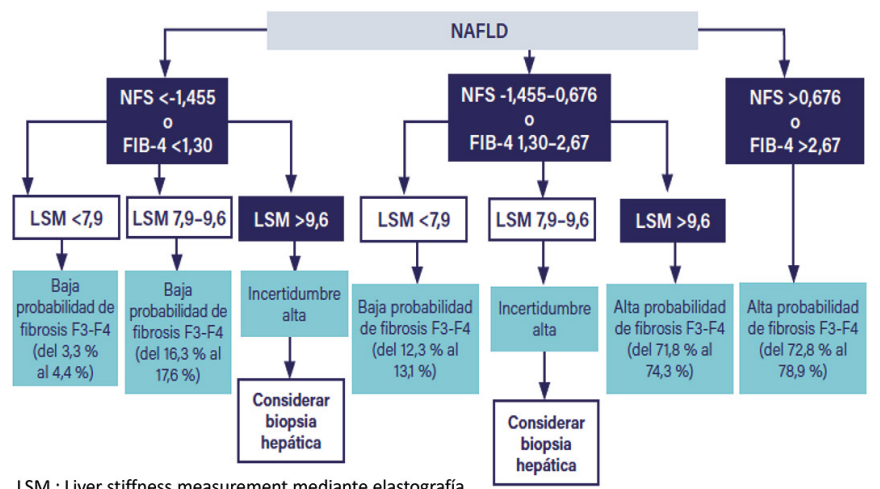 NAFLD
NFS <-1,455
o
FIB-4 <1,30
NFS -1,455–0,676
o
FIB-4 1,30–2,67
NFS >0,676
o
FIB-4 >2,67
LSM <7,9
LSM 7,9–9,6
LSM >9,6
LSM <7,9
LSM 7,9–9,6
LSM >9,6
Baja
probabilidad de
fibrosis F3-F4
(del 3,3 %
al 4,4 %)
Baja
probabilidad de
fibrosis F3-F4
(del 16,3 % al
17,6 %)
Incertidumbre
alta
Baja probabilidad
de fibrosis F3-F4
(del 12,3 % al
13,1 %)
Incertidumbre
alta
Alta probabilidad
de fibrosis F3-F4
(del 71,8 % al
74,3 %)
Alta probabilidad
de fibrosis F3-F4
(del 72,8 % al
78,9 %)
Considerar
biopsia
hepática
Considerar
biopsia
hepática
LSM : Liver stiffness measurement mediante elastografía